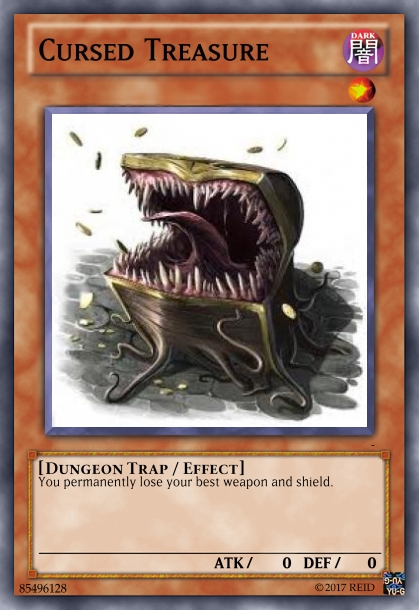 CURSED TREASURE
DARK
闇
[DUNGEON TRAP / EFFECT]
You permanently lose your best weapon and shield.
ATK / 0 DEF / 0
85496128
©2017 REID